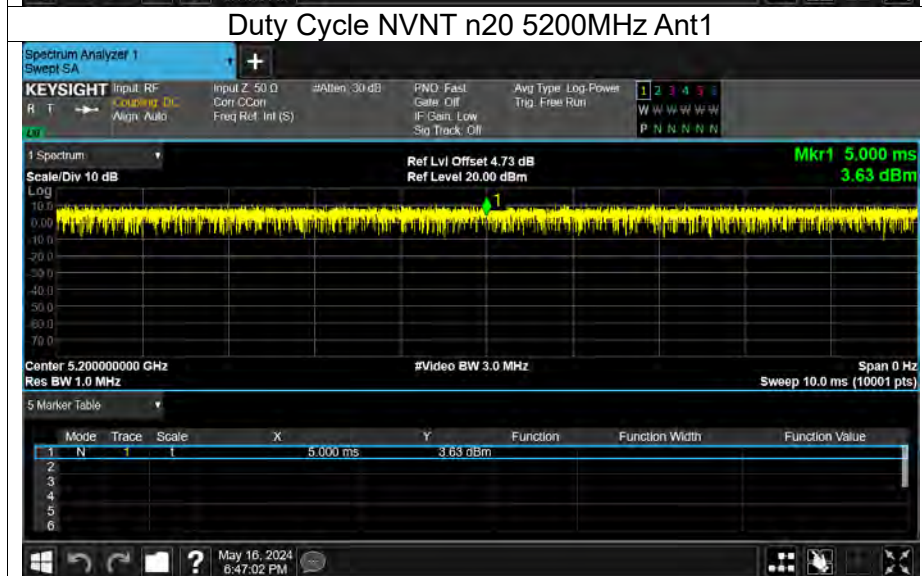 Duty Cycle NVNT n20 5200MHz Ant1
Spectrum Analyzer 1
Swept SA
+
KEYSIGHT Input: RF Input Z: 50 Ω #Atten: 30 dB PNO: Fast Avg Type: Log-Power 1 2 3 4 5 6
R T Coupling: DC Corr CCorr Gate: Off Trig: Free Run W W W W W W
Align: Auto Freq Ref: Int (S) IF Gain: Low
LXI Sig Track: Off P N N N N N
1 Spectrum Ref Lvl Offset 4.73 dB Mkr1 5.000 ms
Scale/Div 10 dB Ref Level 20.00 dBm 3.63 dBm
Log
10.0
1
0.00
-10.0
-20.0
-30.0
-40.0
-50.0
-60.0
-70.0
Center 5.200000000 GHz #Video BW 3.0 MHz Span 0 Hz
Res BW 1.0 MHz Sweep 10.0 ms (10001 pts)
5 Marker Table
Mode Trace Scale X Y Function Function Width Function Value
1 N 1 t 5.000 ms 3.63 dBm
2
3
4
5
6
? May 16, 2024
6:47:02 PM